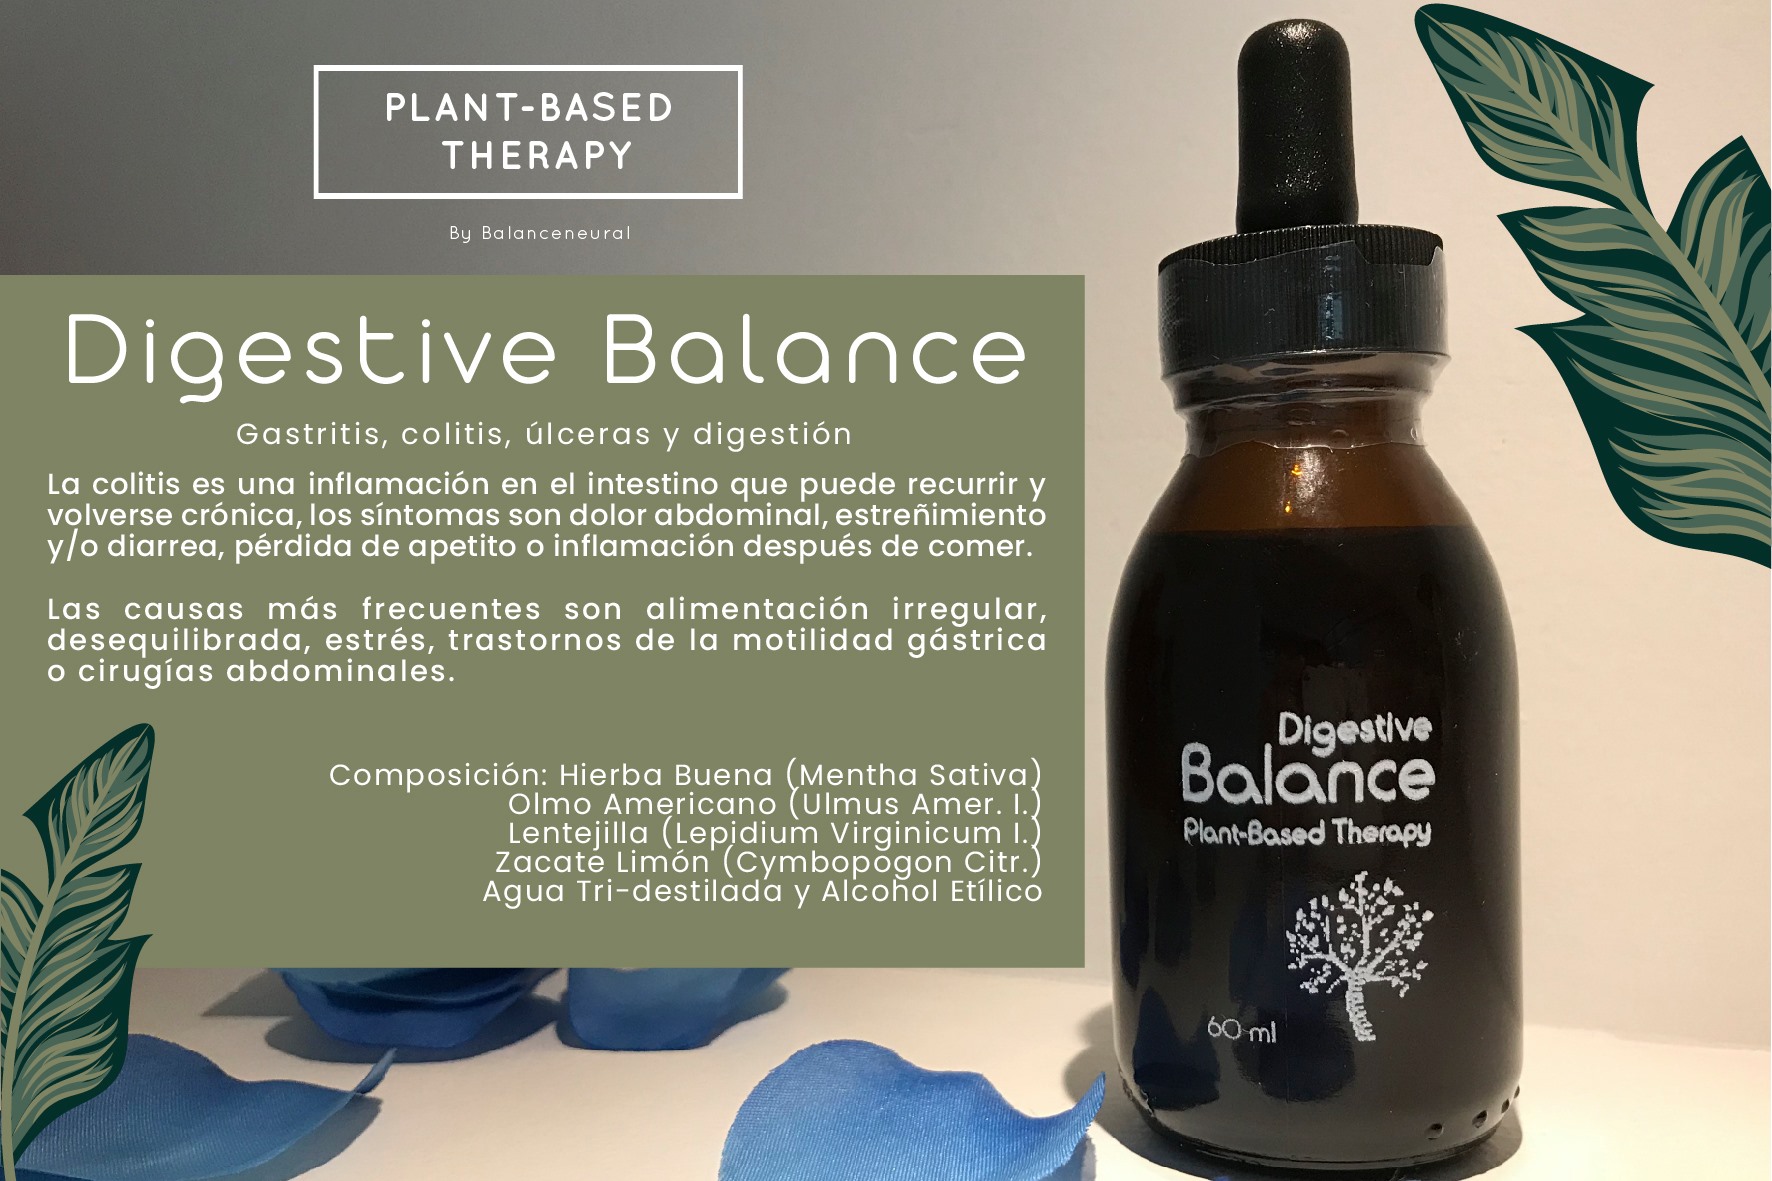 PLANT-BASED
THERAPY
By Balanceneural
Digestive Balance
Gastritis, colitis, úlceras y digestión
La colitis es una inflamación en el intestino que puede recurrir y
volverse crónica, los síntomas son dolor abdominal, estreñimiento
y/o diarrea, pérdida de apetito o inflamación después de comer.
Las causas más frecuentes son alimentación irregular,
desequilibrada, estrés, trastornos de la motilidad gástrica
o cirugías abdominales.
Composición: Hierba Buena (Mentha Sativa)
Olmo Americano (Ulmus Amer. I.)
Lentejilla (Lepidium Virginicum I.)
Zacate Limón (Cymbopogon Citr.)
Agua Tri-destilada y Alcohol Etílico
Digestive
Balance
Plant-Based Therapy
60 ml